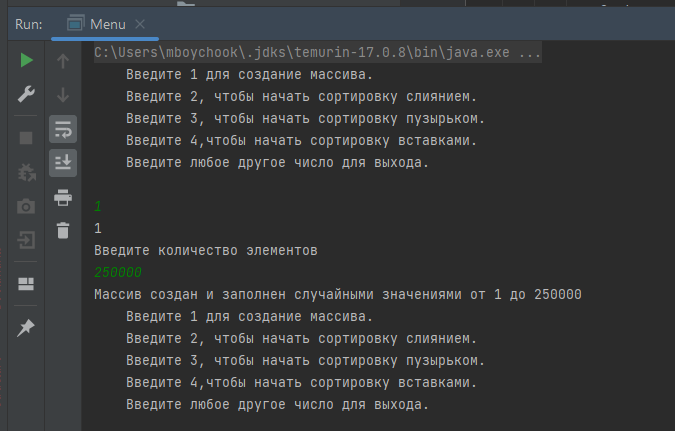 Run:
Menu
C:\Users\mboychook\.jdks\temurin-17.0.8\bin\java.exe ...
Введите 1 для создание массива.
Введите 2, чтобы начать сортировку слиянием.
Введите 3, чтобы начать сортировку пузырьком.
Введите 4,чтобы начать сортировку вставками.
Введите любое другое число для выхода.
1
1
Введите количество элементов
250000
Массив создан и заполнен случайными значениями от 1 до 250000
Введите 1 для создание массива.
Введите 2, чтобы начать сортировку слиянием.
Введите 3, чтобы начать сортировку пузырьком.
Введите 4,чтобы начать сортировку вставками.
Введите любое другое число для выхода.